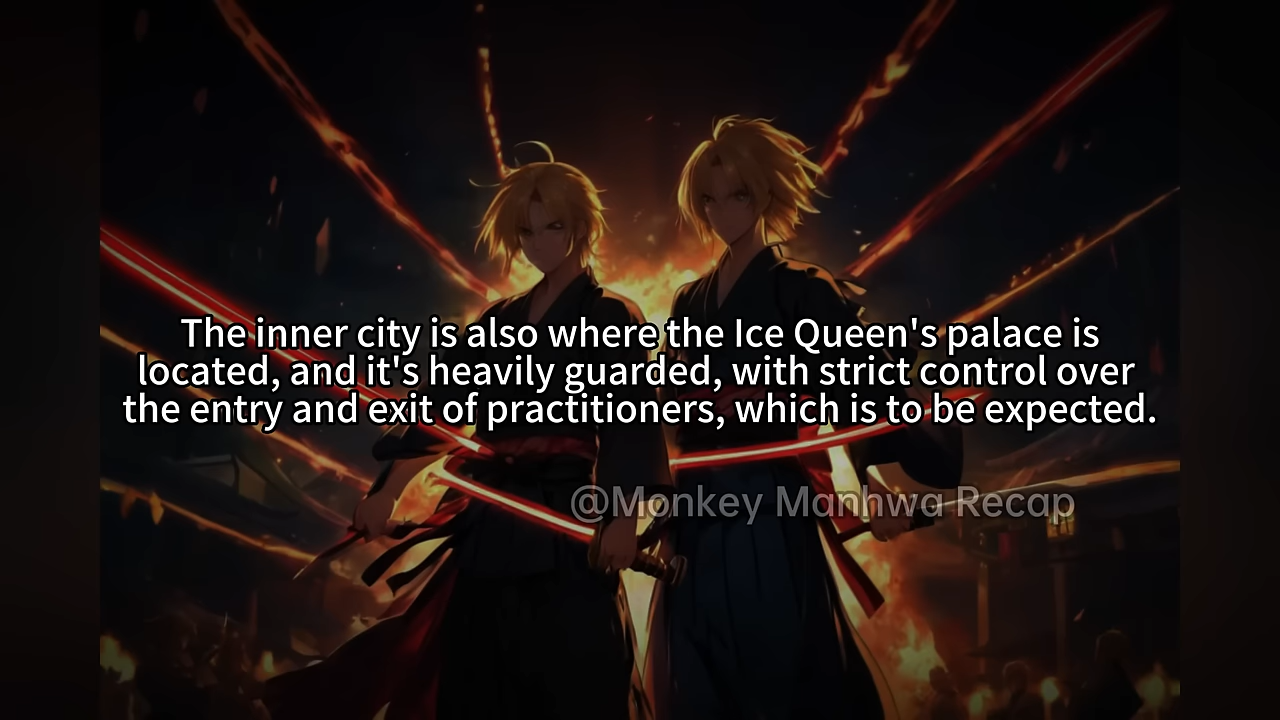 The inner city is also where the Ice Queen's palace is
located, and it's heavily guarded, with strict control over
the entry and exit of practitioners, which is to be expected.
@Monkey Manhwa Recap